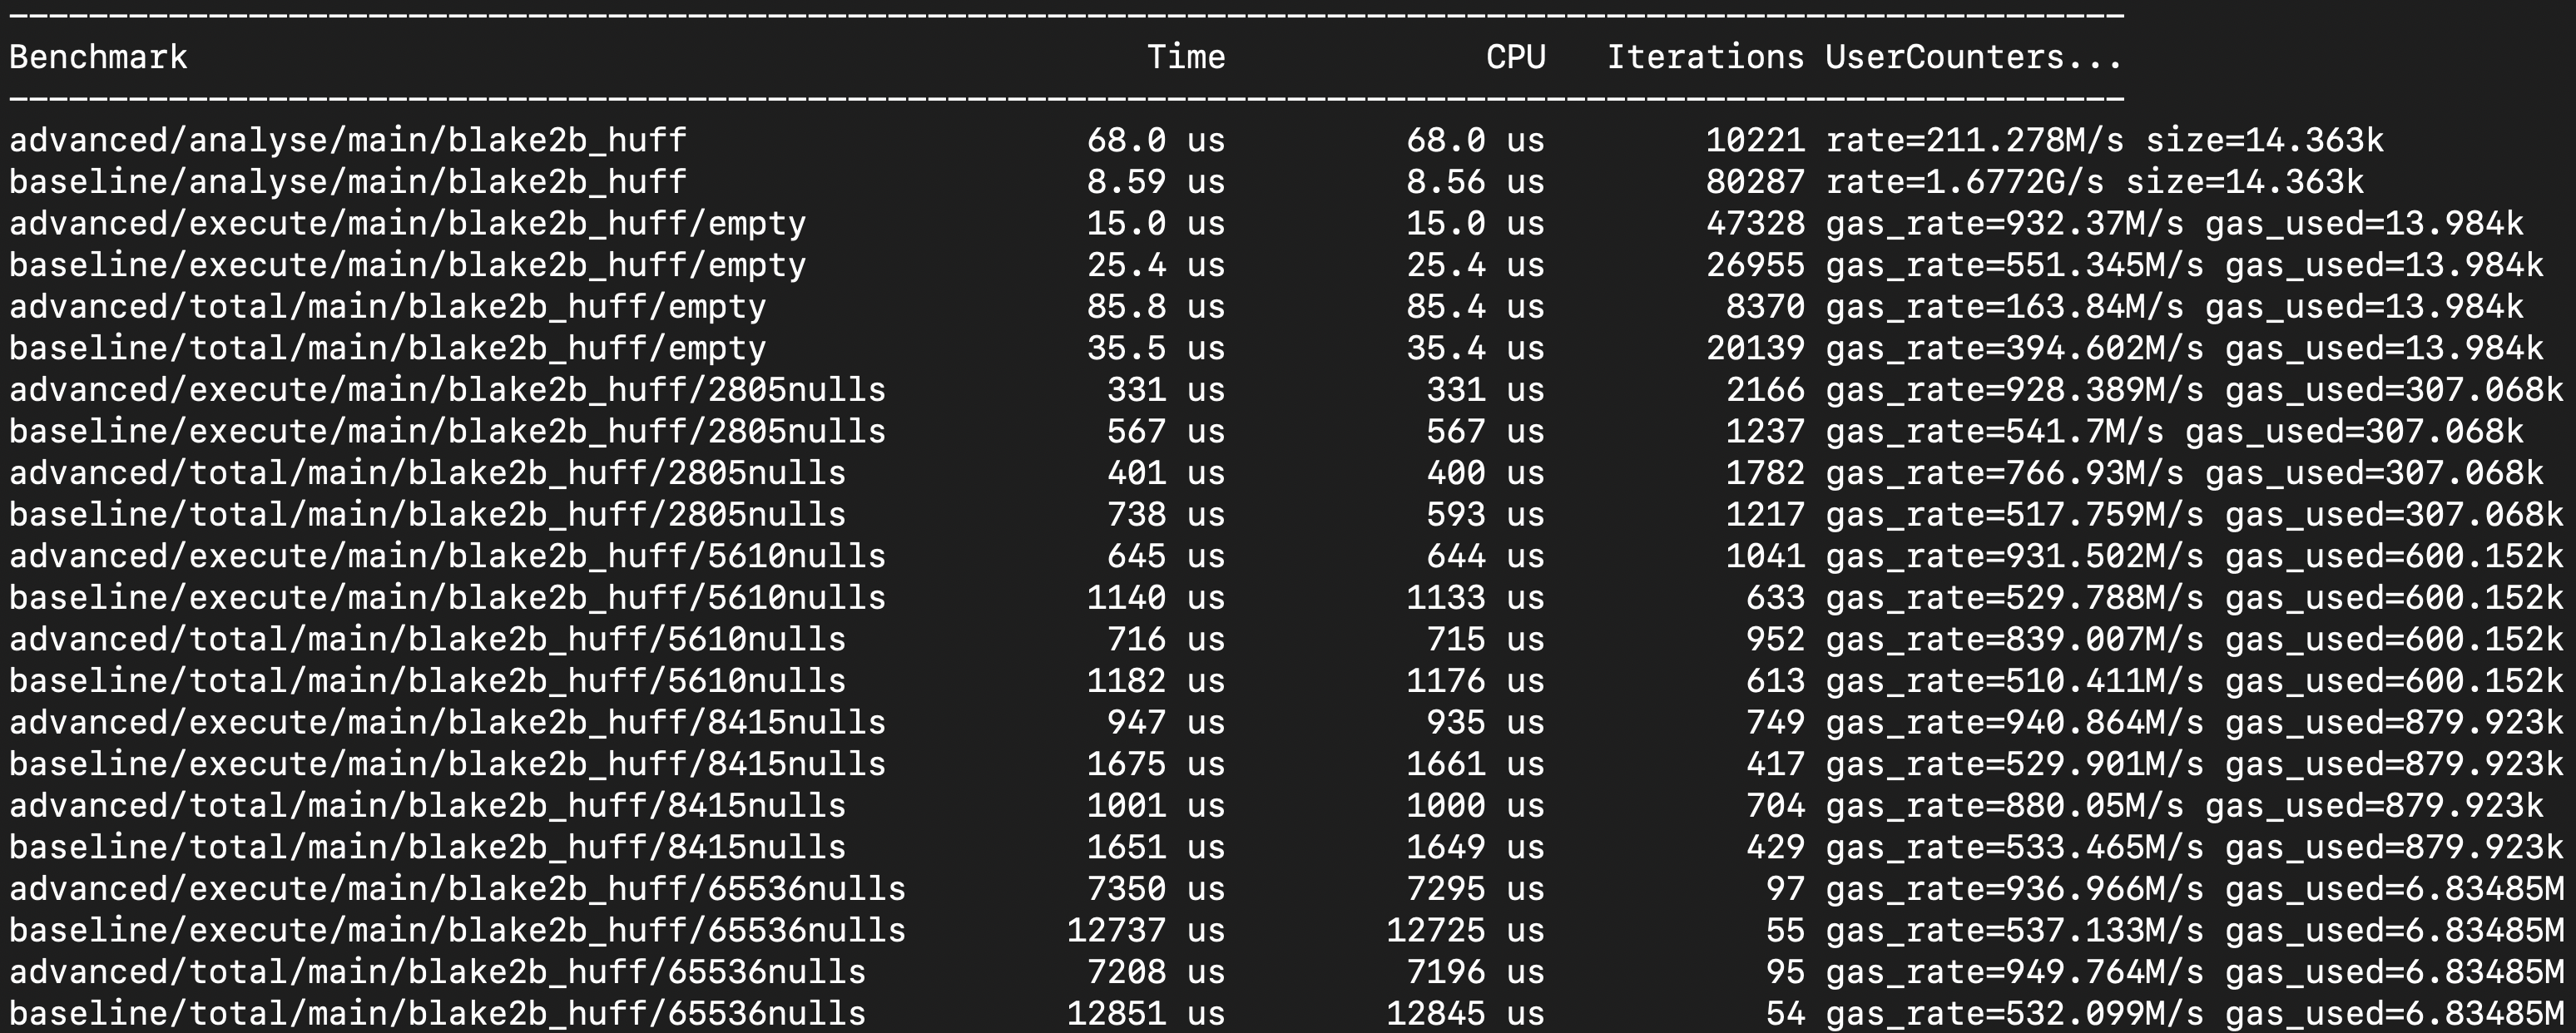 Benchmark Time CPU Iterations UserCounters...
advanced/analyse/main/blake2b_huff 68.0 us 68.0 us 10221 rate=211.278M/s size=14.363k
baseline/analyse/main/blake2b_huff 8.59 us 8.56 us 80287 rate=1.6772G/s size=14.363k
advanced/execute/main/blake2b_huff/empty 15.0 us 15.0 us 47328 gas_rate=932.37M/s gas_used=13.984k
baseline/execute/main/blake2b_huff/empty 25.4 us 25.4 us 26955 gas_rate=551.345M/s gas_used=13.984k
advanced/total/main/blake2b_huff/empty 85.8 us 85.4 us 8370 gas_rate=163.84M/s gas_used=13.984k
baseline/total/main/blake2b_huff/empty 35.5 us 35.4 us 20139 gas_rate=394.602M/s gas_used=13.984k
advanced/execute/main/blake2b_huff/2805nulls 331 us 331 us 2166 gas_rate=928.389M/s gas_used=307.068k
baseline/execute/main/blake2b_huff/2805nulls 567 us 567 us 1237 gas_rate=541.7M/s gas_used=307.068k
advanced/total/main/blake2b_huff/2805nulls 401 us 400 us 1782 gas_rate=766.93M/s gas_used=307.068k
baseline/total/main/blake2b_huff/2805nulls 738 us 593 us 1217 gas_rate=517.759M/s gas_used=307.068k
advanced/execute/main/blake2b_huff/5610nulls 645 us 644 us 1041 gas_rate=931.502M/s gas_used=600.152k
baseline/execute/main/blake2b_huff/5610nulls 1140 us 1133 us 633 gas_rate=529.788M/s gas_used=600.152k
advanced/total/main/blake2b_huff/5610nulls 716 us 715 us 952 gas_rate=839.007M/s gas_used=600.152k
baseline/total/main/blake2b_huff/5610nulls 1182 us 1176 us 613 gas_rate=510.411M/s gas_used=600.152k
advanced/execute/main/blake2b_huff/8415nulls 947 us 935 us 749 gas_rate=940.864M/s gas_used=879.923k
baseline/execute/main/blake2b_huff/8415nulls 1675 us 1661 us 417 gas_rate=529.901M/s gas_used=879.923k
advanced/total/main/blake2b_huff/8415nulls 1001 us 1000 us 704 gas_rate=880.05M/s gas_used=879.923k
baseline/total/main/blake2b_huff/8415nulls 1651 us 1649 us 429 gas_rate=533.465M/s gas_used=879.923k
advanced/execute/main/blake2b_huff/65536nulls 7350 us 7295 us 97 gas_rate=936.966M/s gas_used=6.83485M
baseline/execute/main/blake2b_huff/65536nulls 12737 us 12725 us 55 gas_rate=537.133M/s gas_used=6.83485M
advanced/total/main/blake2b_huff/65536nulls 7208 us 7196 us 95 gas_rate=949.764M/s gas_used=6.83485M
baseline/total/main/blake2b_huff/65536nulls 12851 us 12845 us 54 gas_rate=532.099M/s gas_used=6.83485M